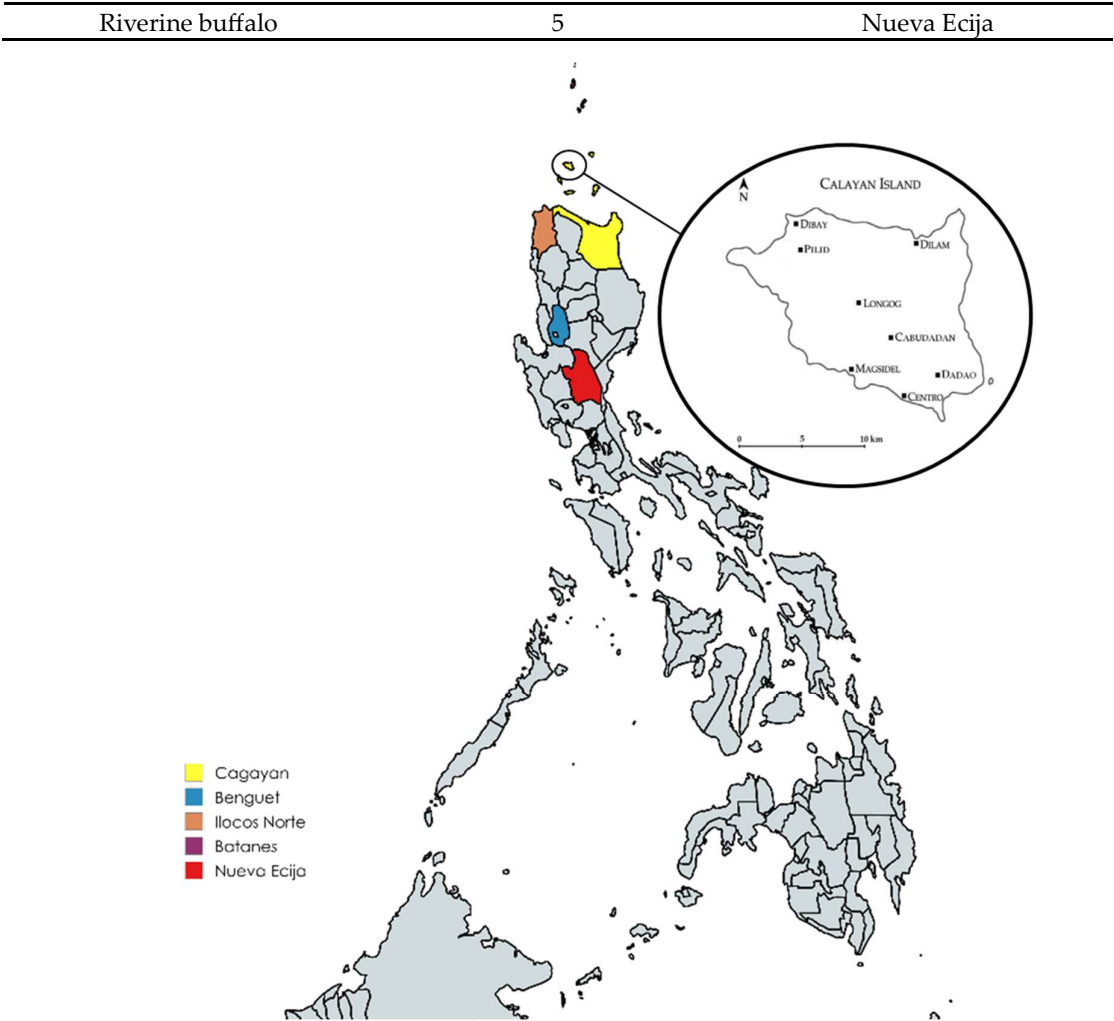 Riverine buffalo 5 Nueva Ecija
CALAYAN ISLAND
N
DIBAY
PILID
DILAM
LONGOG
CABUDADAN
MAGSIDEL
DADAO
CENTRO
0 5 10 km
Cagayan
Benguet
Ilocos Norte
Batanes
Nueva Ecija